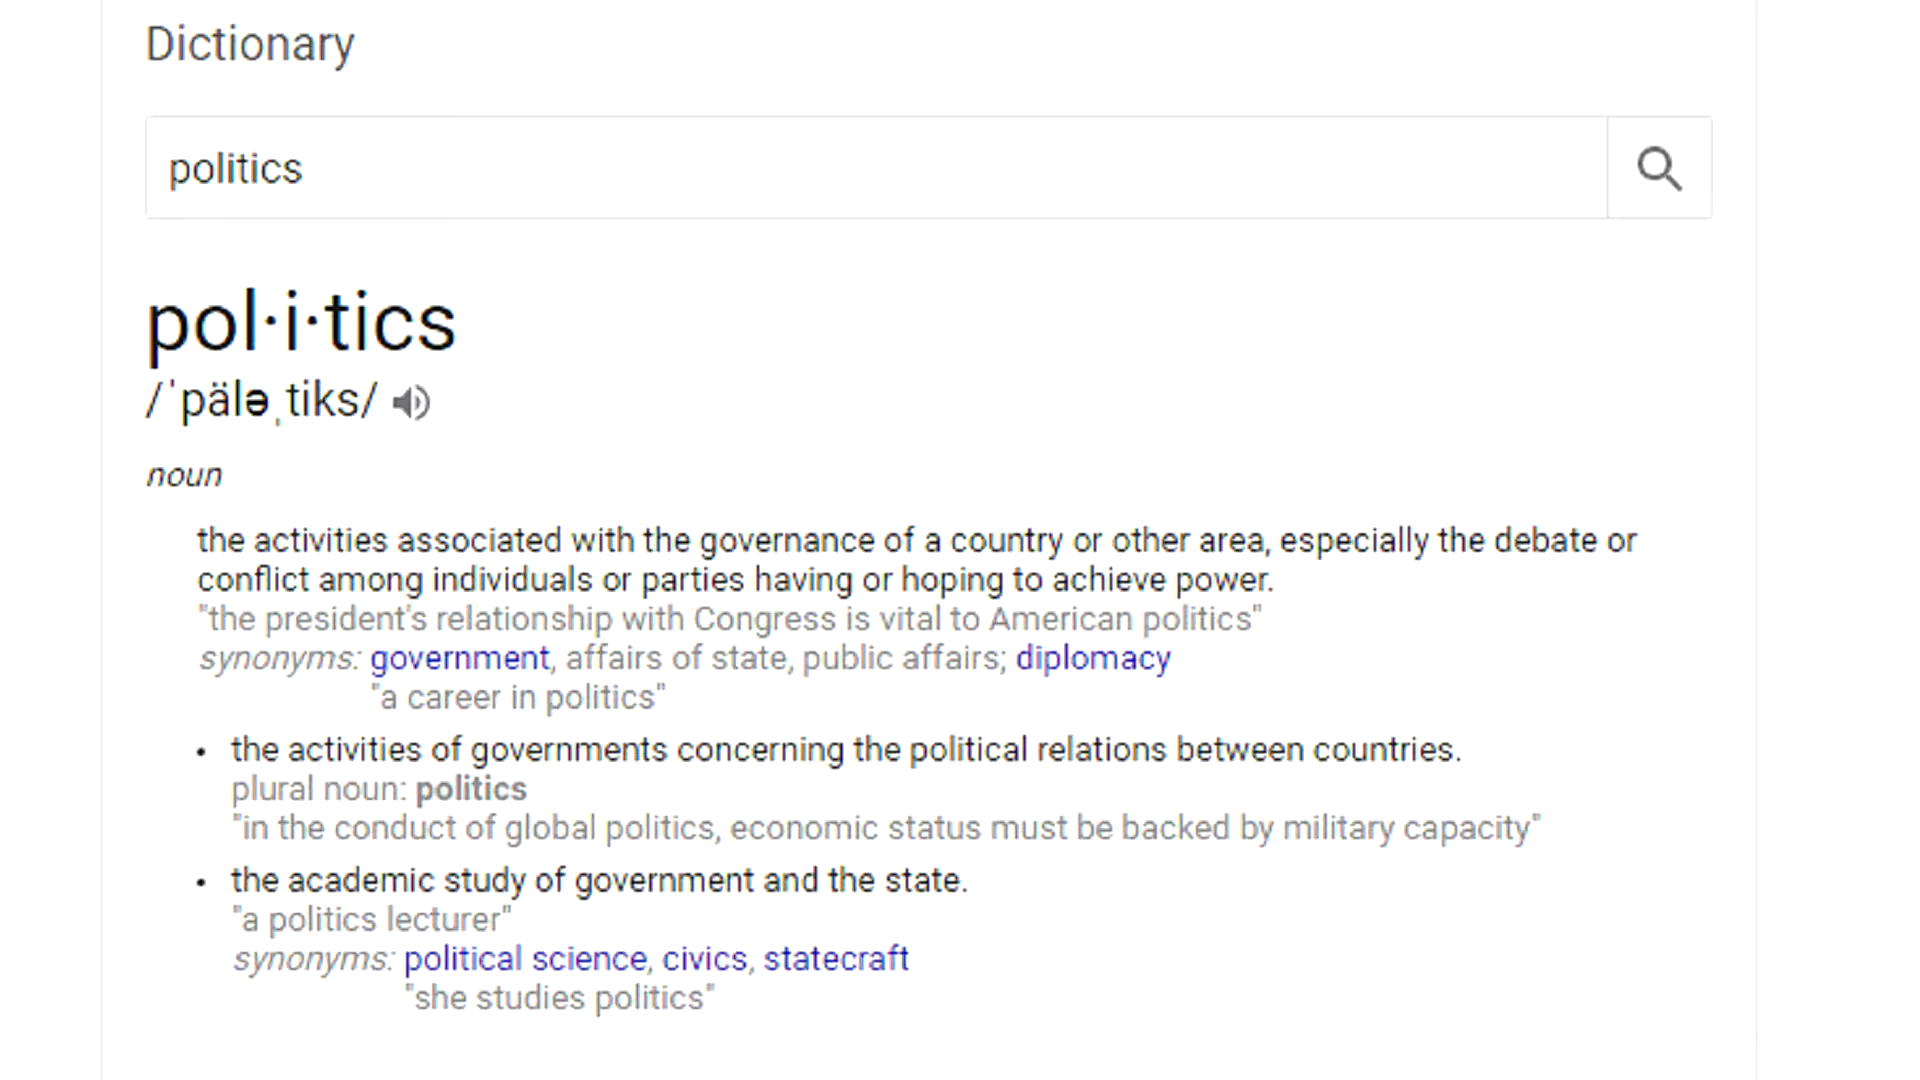 Dictionary
politics
pol·i·tics
/ˈpäləˌtiks/
noun
the activities associated with the governance of a country or other area, especially the debate or
conflict among individuals or parties having or hoping to achieve power.
"the president's relationship with Congress is vital to American politics"
synonyms: government, affairs of state, public affairs; diplomacy
"a career in politics"
• the activities of governments concerning the political relations between countries.
plural noun: politics
"in the conduct of global politics, economic status must be backed by military capacity"
• the academic study of government and the state.
"a politics lecturer"
synonyms: political science, civics, statecraft
"she studies politics"